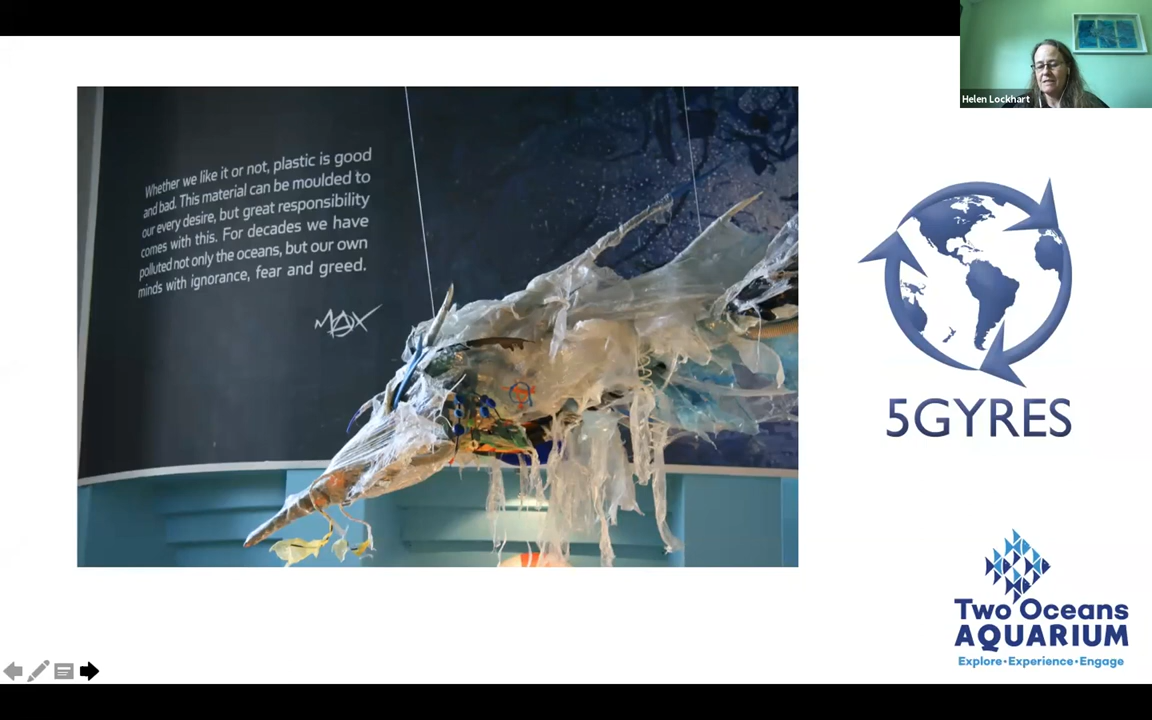 Helen Lockhart
Whether we like it or not, plastic is good
and bad. This material can be moulded to
our every desire, but great responsibility
comes with this. For decades we have
polluted not only the oceans, but our own
minds with ignorance, fear and greed.
MAX
5GYRES
Two Oceans
AQUARIUM
Explore•Experience•Engage